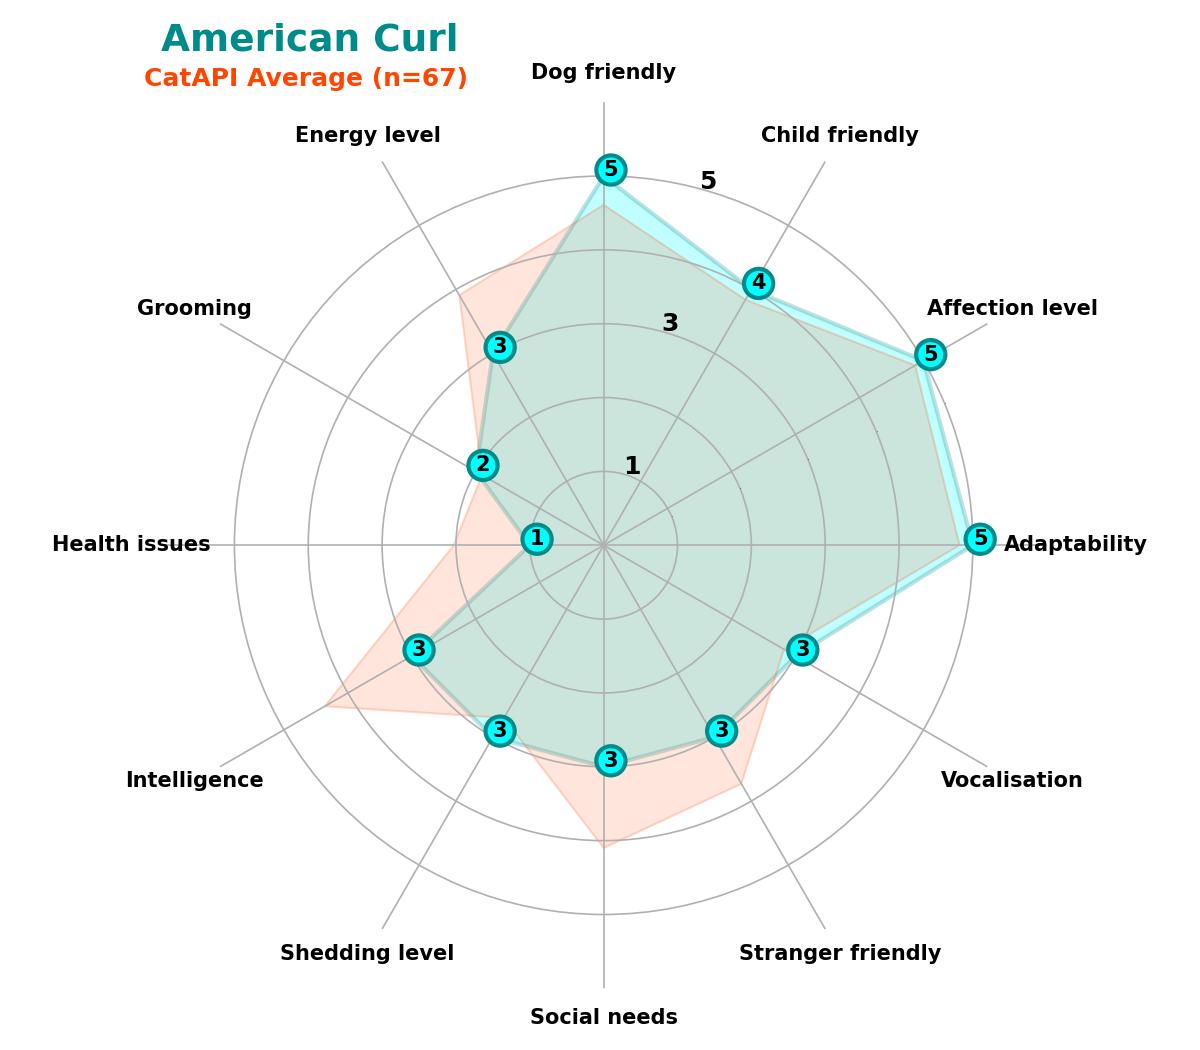 American Curl
CatAPI Average (n=67)
Dog friendly
Energy level
Child friendly
5
5
4
Grooming
3
Affection level
3
5
2
1
Health issues
1
5
Adaptability
3
3
3
3
3
Intelligence
Vocalisation
Shedding level
Stranger friendly
Social needs